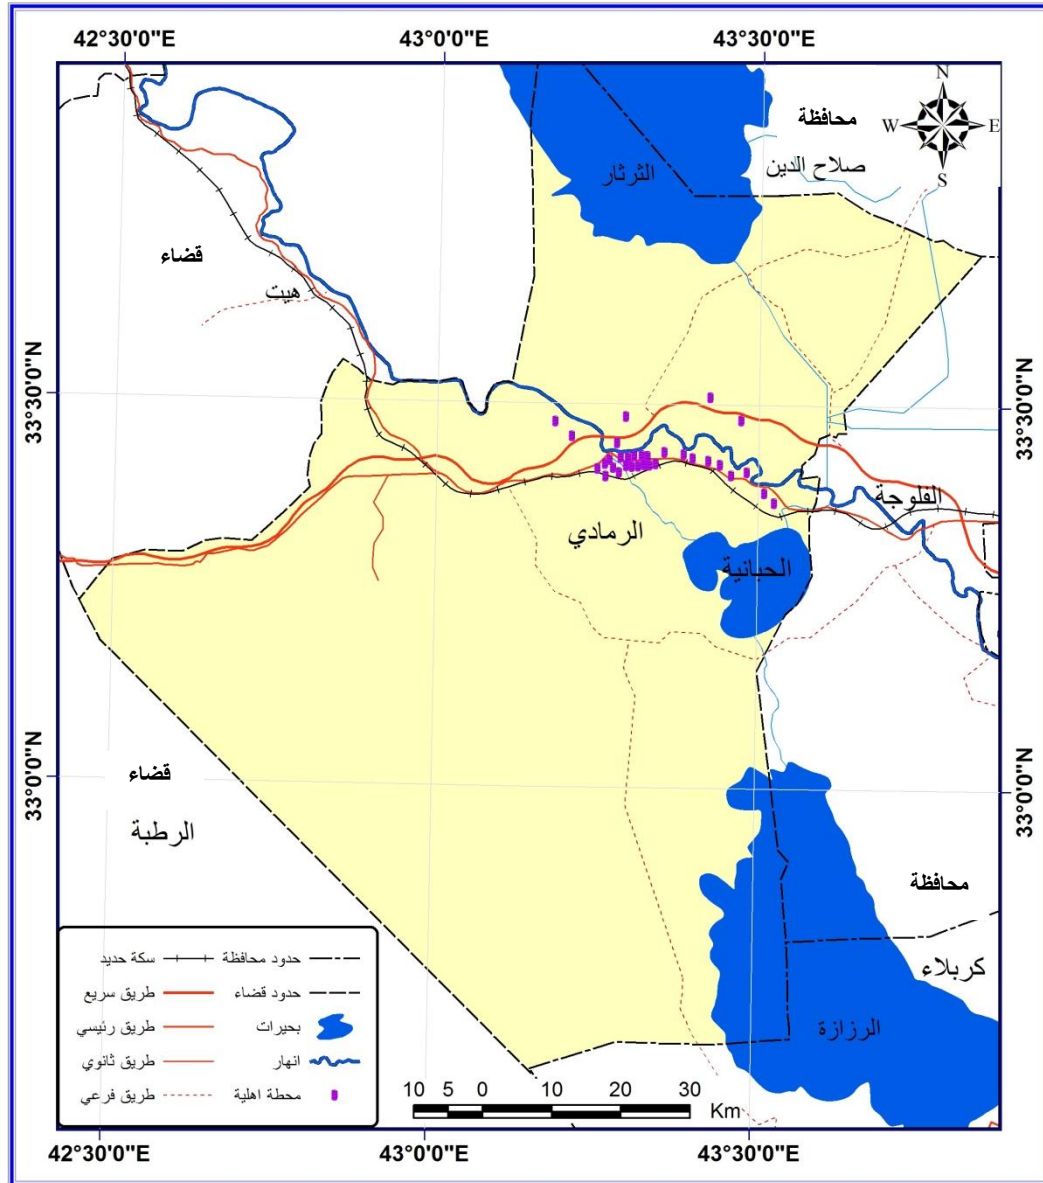 42°30'0"E
43°0'0"E
43°30'0"E
N
W
E
S
محافظة
صلاح الدين
الثرثار
قضاء
هيت
33°30'0"N
33°30'0"N
الفلوجة
الرمادي
الحبانية
33°0'0"N
33°0'0"N
قضاء
الرطبة
محافظة
كربلاء
الرزازة
حدود محافظة
سكة حديد
حدود قضاء
طريق سريع
بحيرات
طريق رئيسي
انهار
طريق ثانوي
محطة اهلية
طريق فرعي
10 5 0 10 20 30
Km
42°30'0"E
43°0'0"E
43°30'0"E